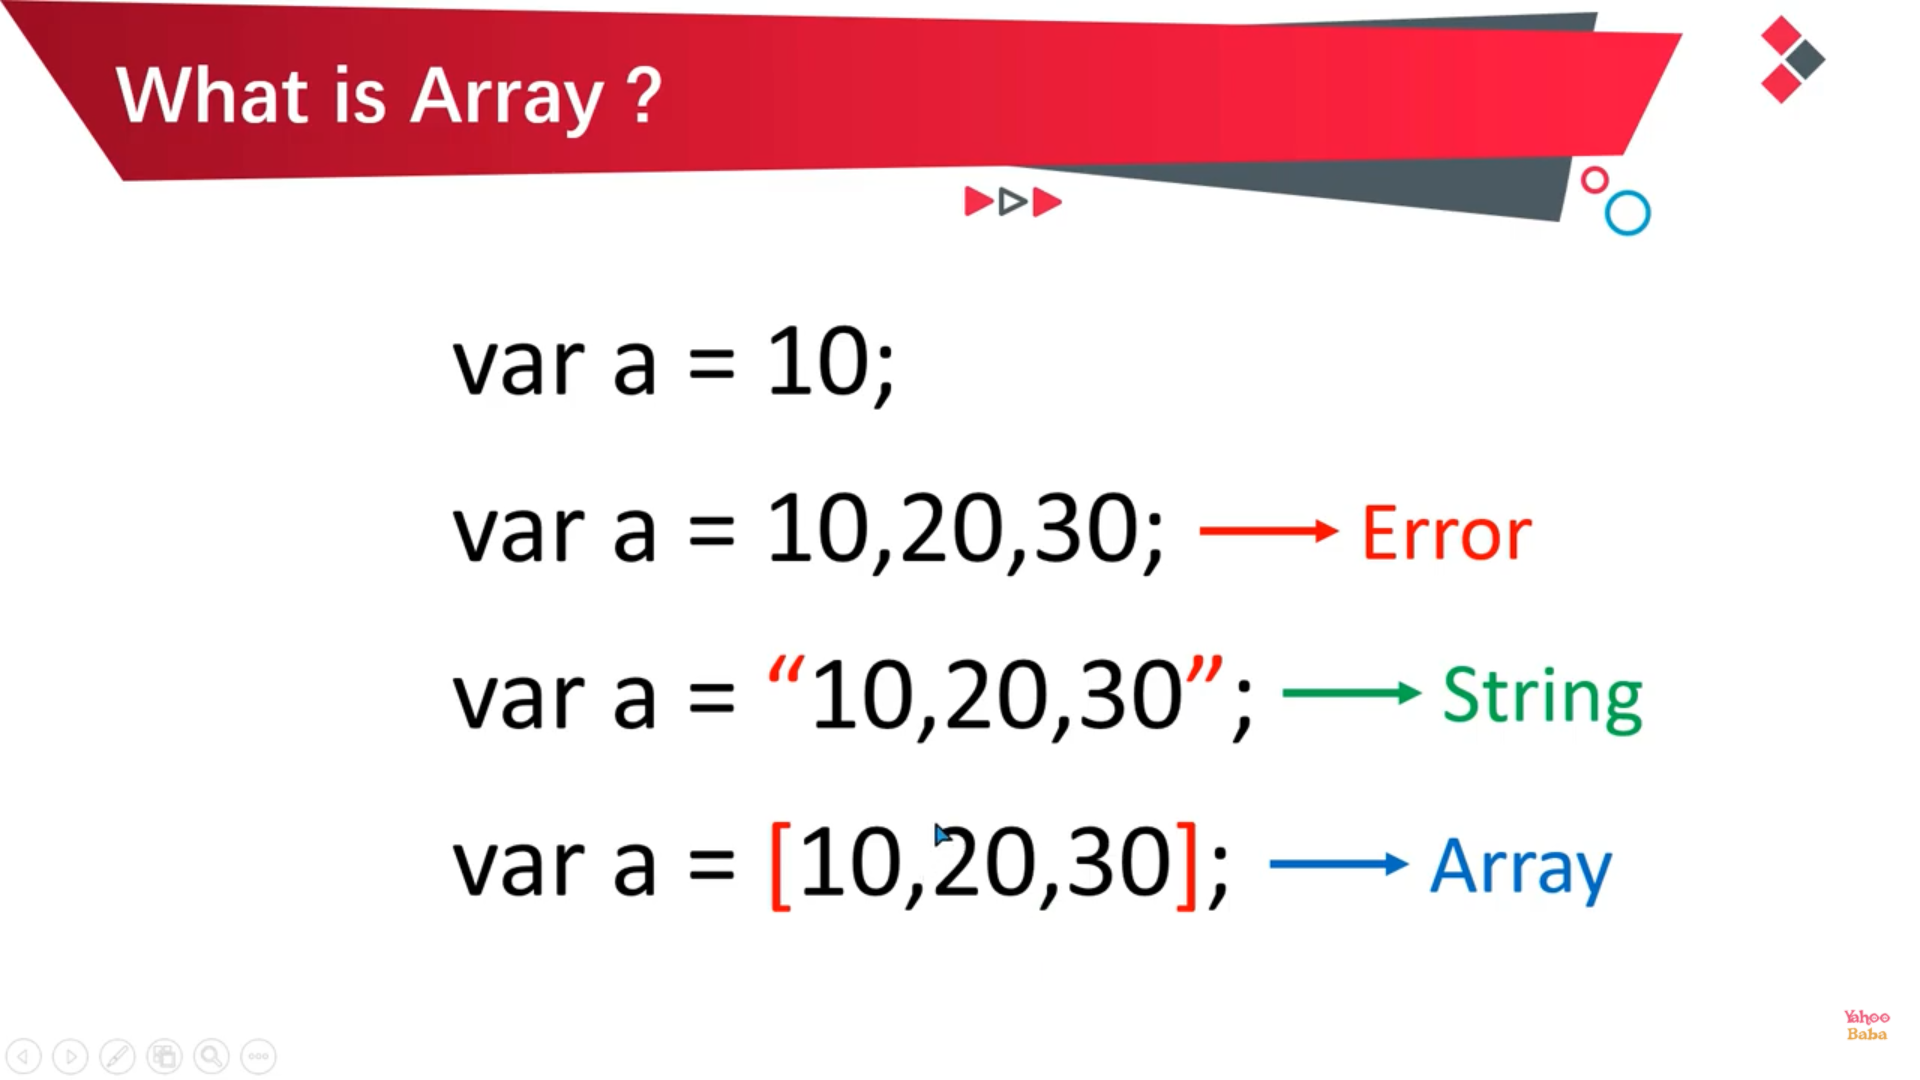 What is Array ?
var a = 10;
var a = 10,20,30; Error
var a = “10,20,30”; String
var a = [10,20,30]; Array
Yahoo
Baba